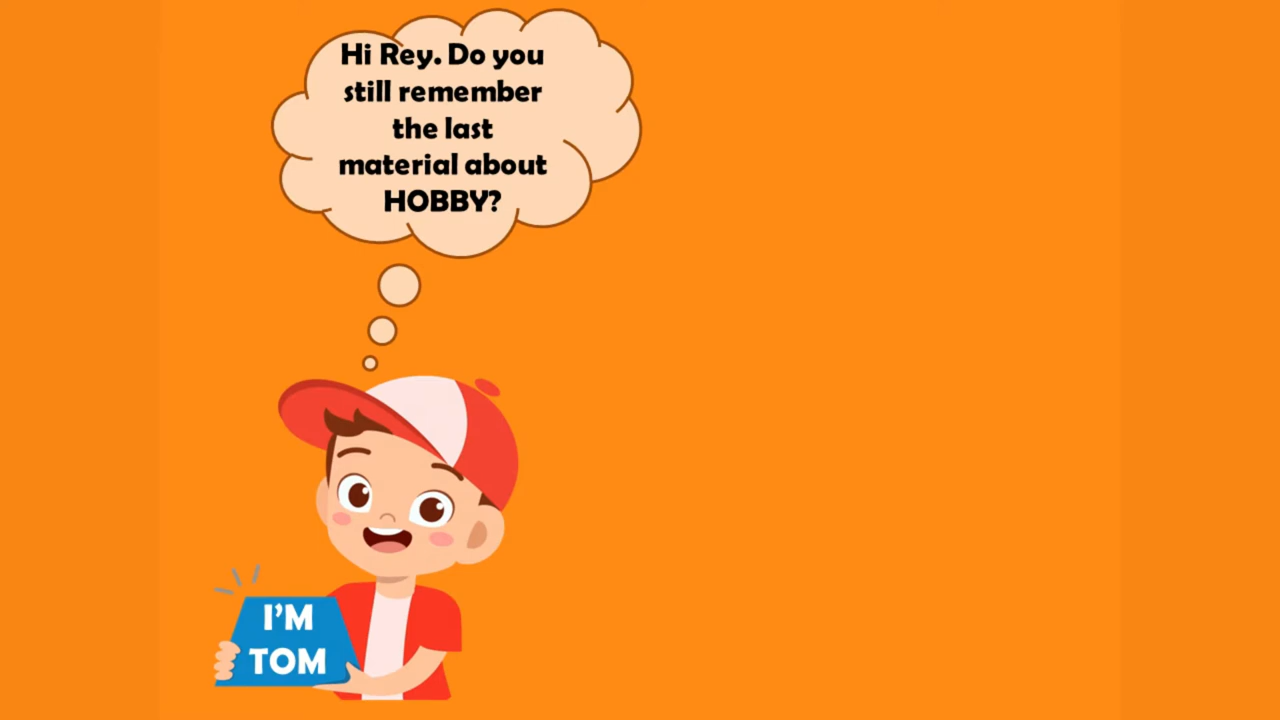 Hi Rey. Do you
still remember
the last
material about
HOBBY?
I'M
TOM